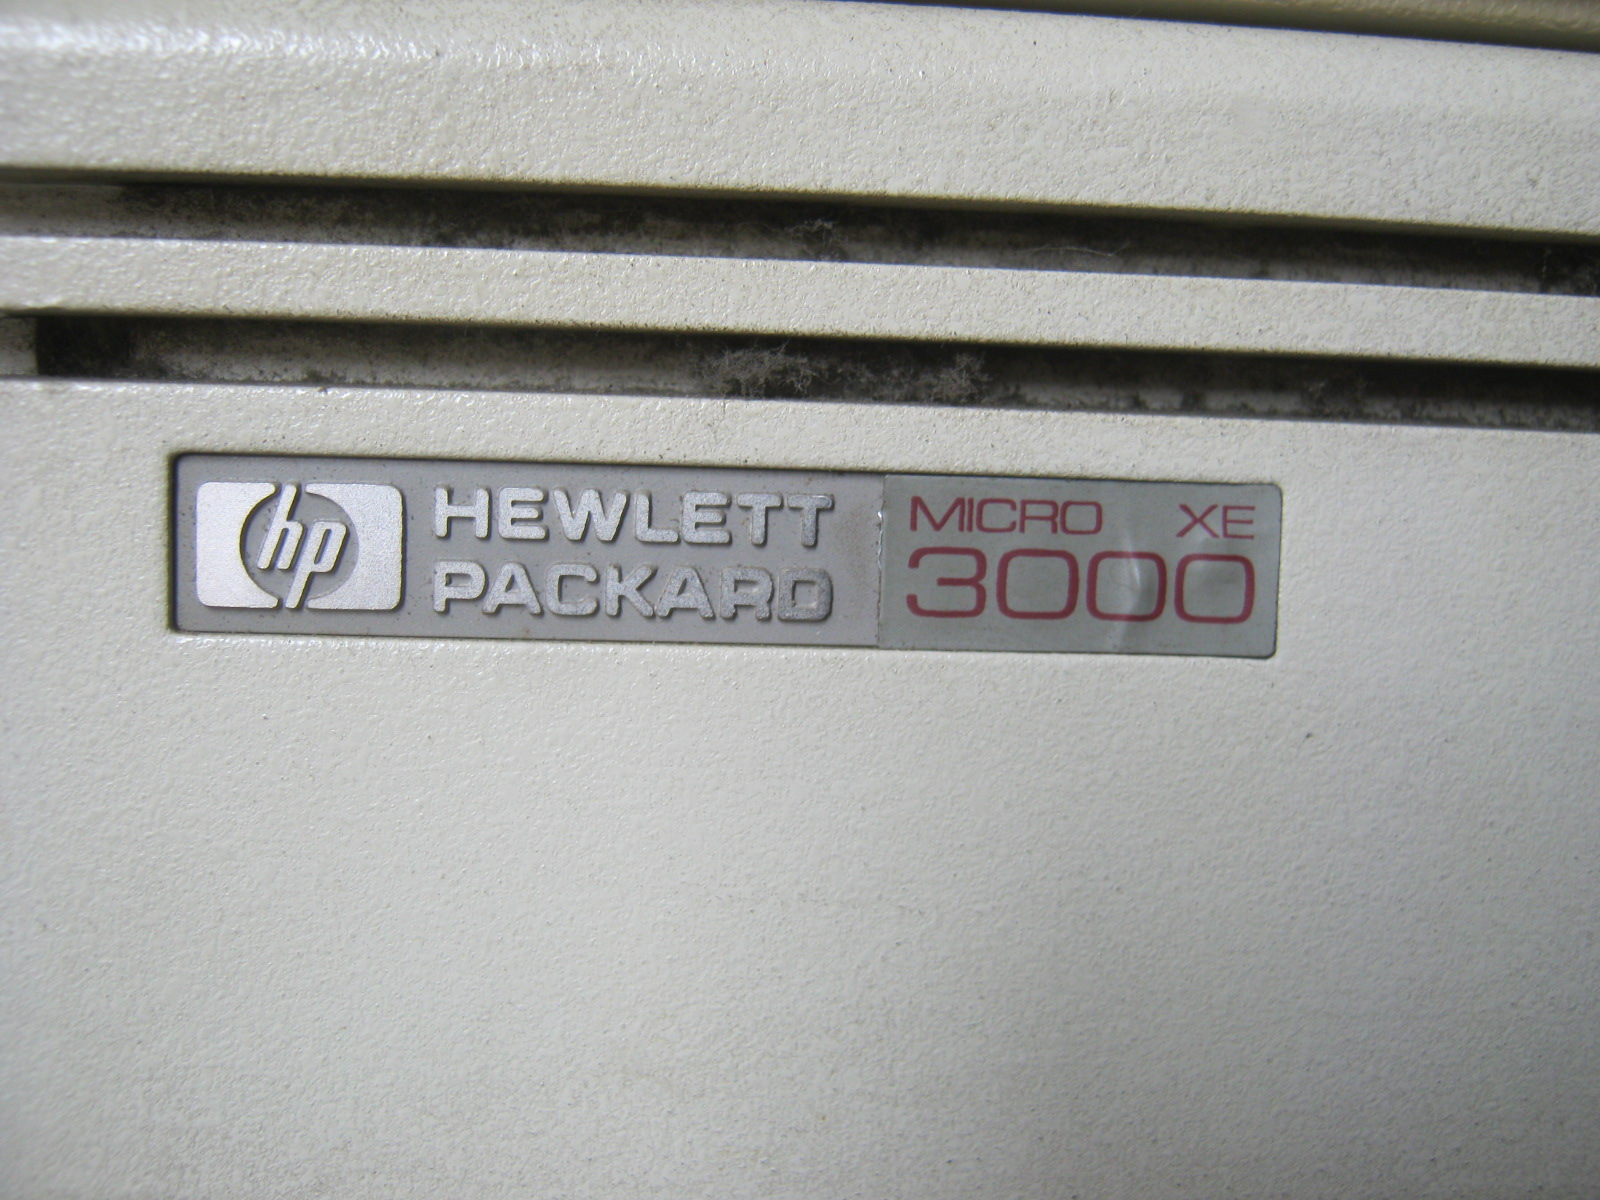 hp HEWLETT PACKARD
MICRO XE
3000